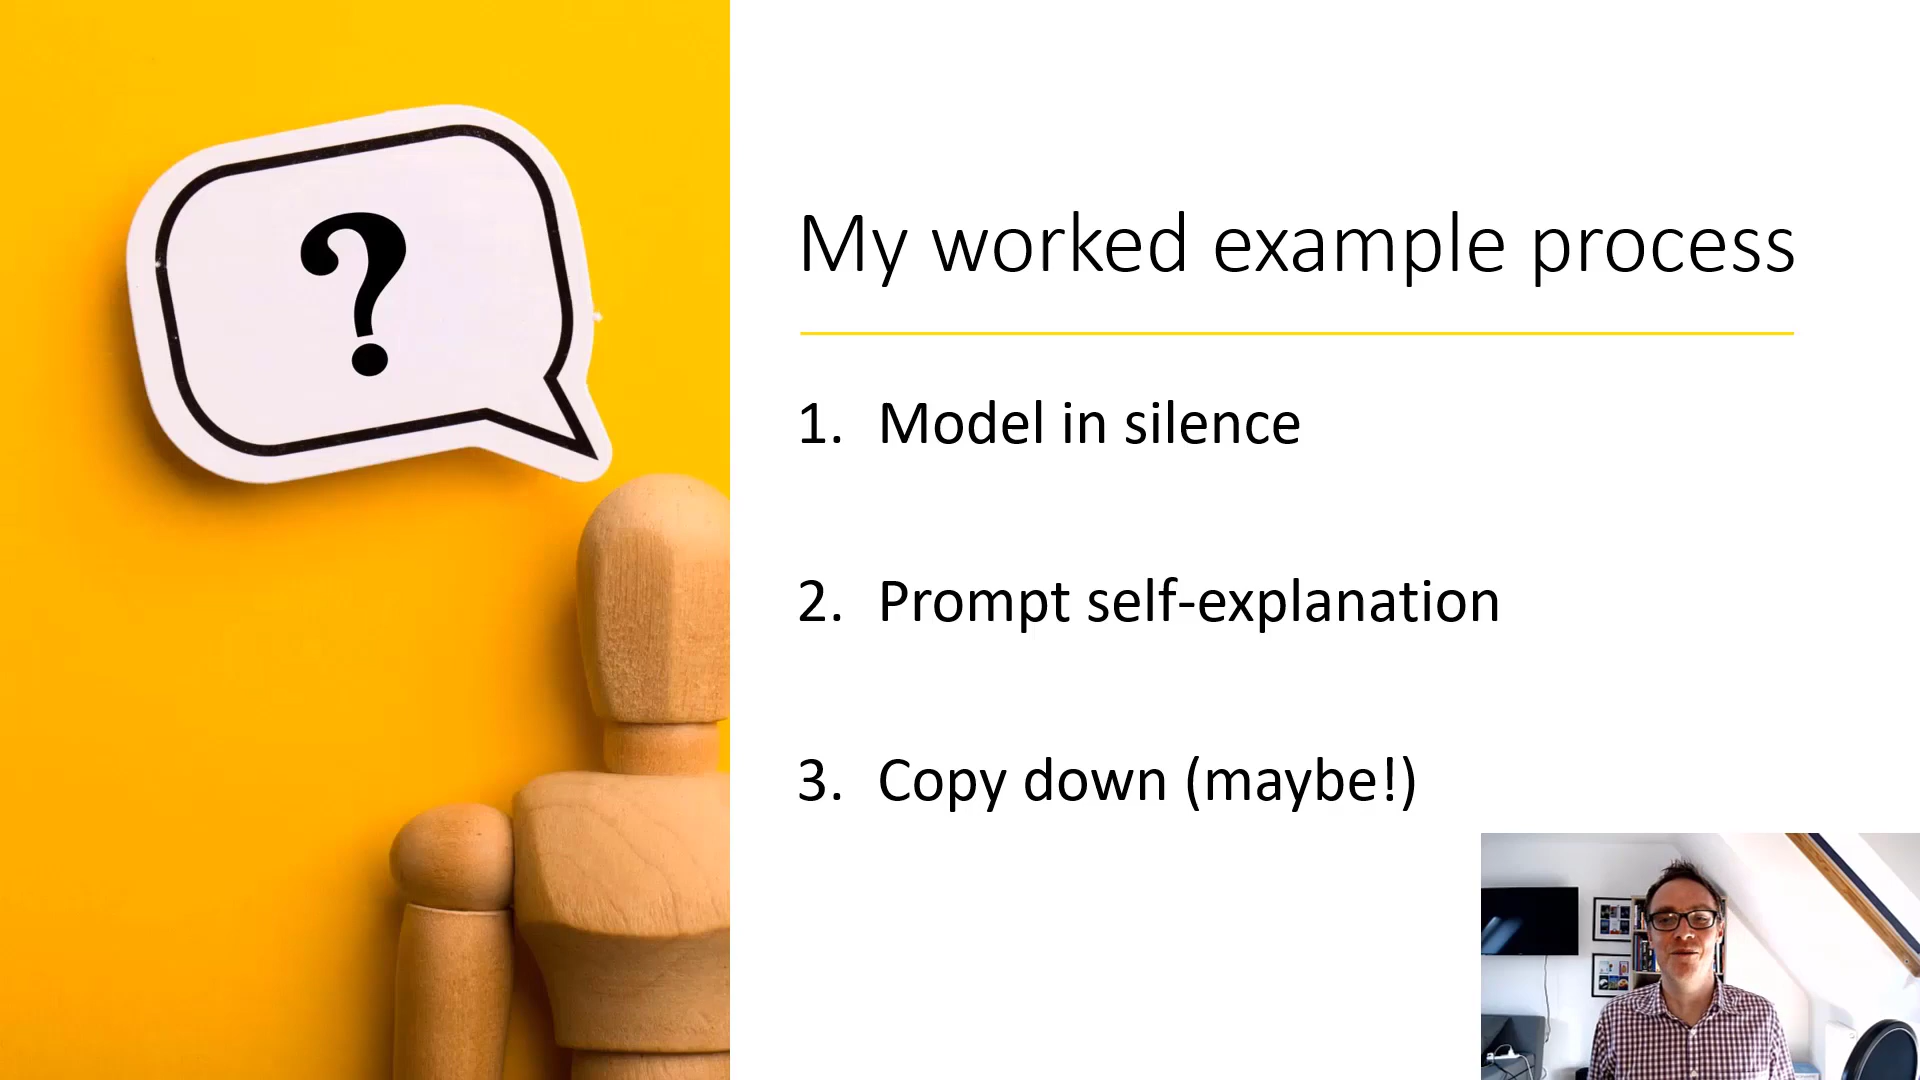 ?
My worked example process
1. Model in silence
2. Prompt self-explanation
3. Copy down (maybe!)